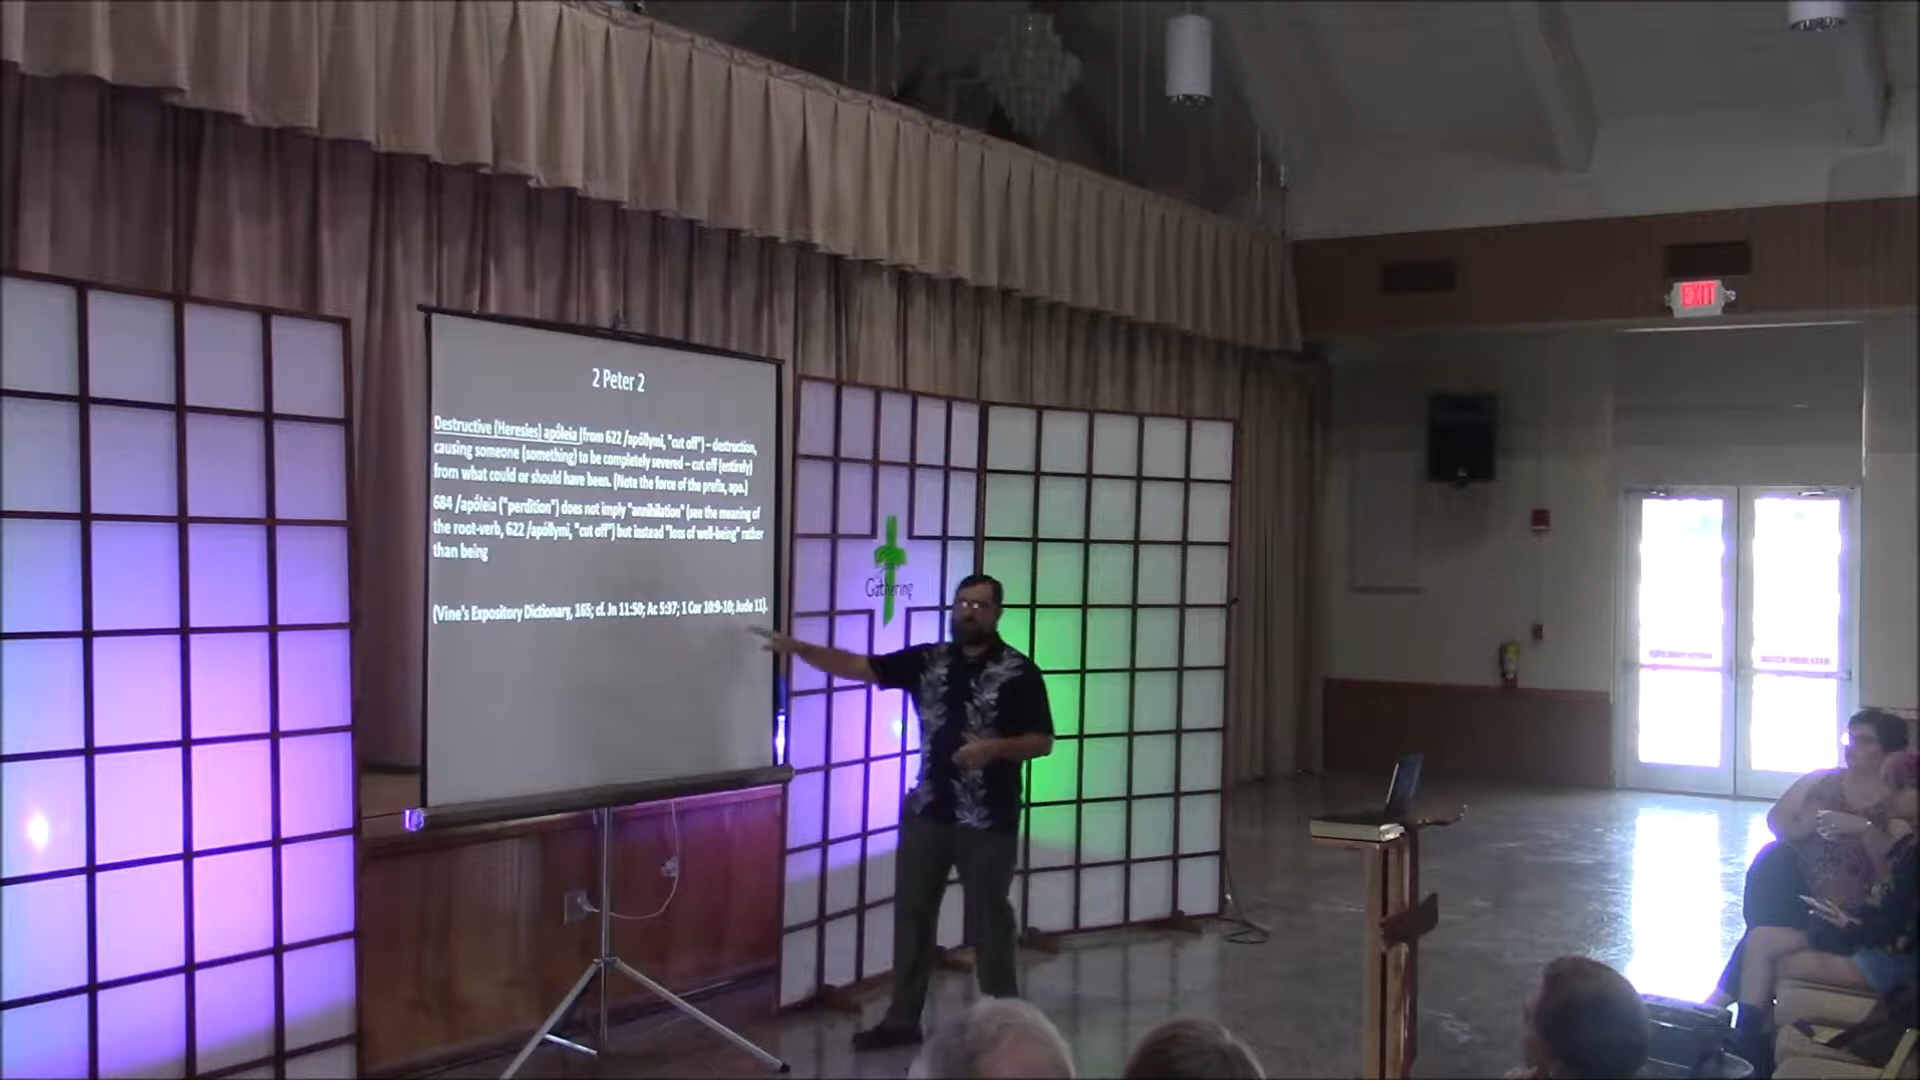 2 Peter 2
Destructive (Heresies) apṓleia (from 622 /apóllymi, "cut off") – destruction,
causing someone (something) to be completely severed – cut off (entirely)
from what could or should have been. (Note the force of the prefix, apo.)
684 /apṓleia ("perdition") does not imply "annihilation" (see the meaning of
the root-verb, 622 /apóllymi, "cut off") but instead "loss of well-being" rather
than being
(Vine's Expository Dictionary, 165; cf. Jn 11:50; Ac 5:37; 1 Cor 10:9-10; Jude 11).
Gathering
EXIT